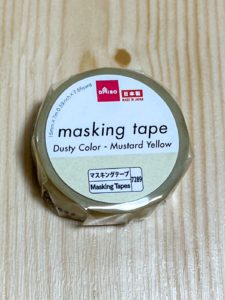 DAISO
日本製
MADE IN JAPAN
masking tape
Dusty Color - Mustard Yellow
マスキングテープ
Masking Tapes
7289